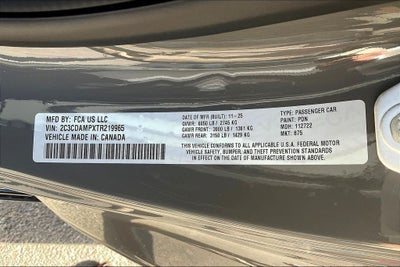 MFD BY: FCA US LLC
VIN: 2C3CDAMPXTR219965
VEHICLE MADE IN: CANADA
DATE OF MFR (BUILT): 11-25
GVWR: 6050 LB / 2745 KG
GAWR FRONT: 3000 LB / 1361 KG
GAWR REAR: 3150 LB / 1429 KG
TYPE: PASSENGER CAR
PAINT: PDN
MDH: 112722
MKT: 875
THIS VEHICLE CONFORMS TO ALL APPLICABLE U.S.A. FEDERAL MOTOR
VEHICLE SAFETY, BUMPER, AND THEFT PREVENTION STANDARDS IN
EFFECT ON THE DATE OF MANUFACTURE SHOWN ABOVE.